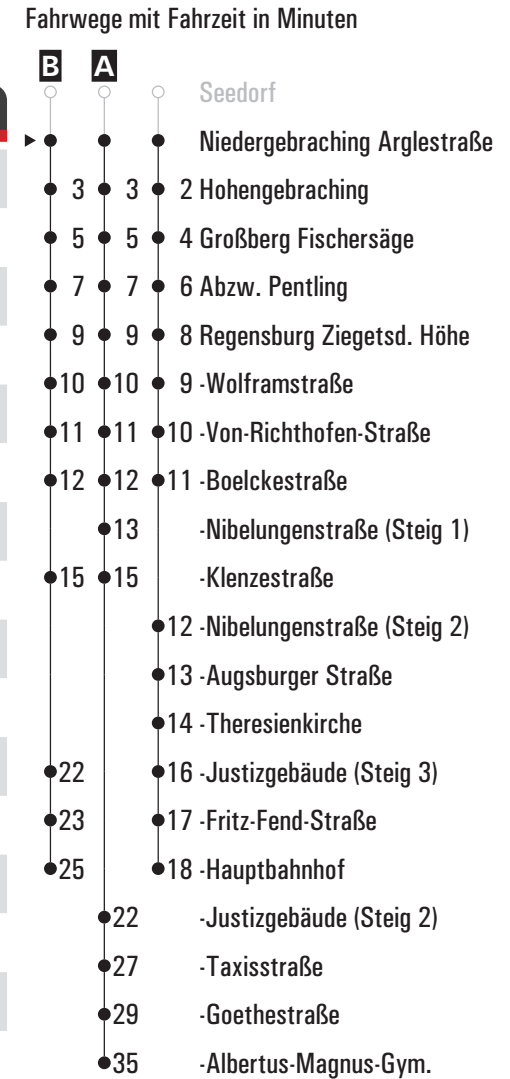 Fahrwege mit Fahrzeit in Minuten
B A
Seedorf
Niedergebraching Arglestraße
3 3 2 Hohengebraching
5 5 4 Großberg Fischersäge
7 7 6 Abzw. Pentling
9 9 8 Regensburg Ziegetsd. Höhe
10 10 9 -Wolframstraße
11 11 10 -Von-Richthofen-Straße
12 12 11 -Boelckestraße
13 -Nibelungenstraße (Steig 1)
15 15 -Klenzestraße
12 -Nibelungenstraße (Steig 2)
13 -Augsburger Straße
14 -Theresienkirche
22 16 -Justizgebäude (Steig 3)
23 17 -Fritz-Fend-Straße
25 18 -Hauptbahnhof
22 -Justizgebäude (Steig 2)
27 -Taxisstraße
29 -Goethestraße
35 -Albertus-Magnus-Gym.